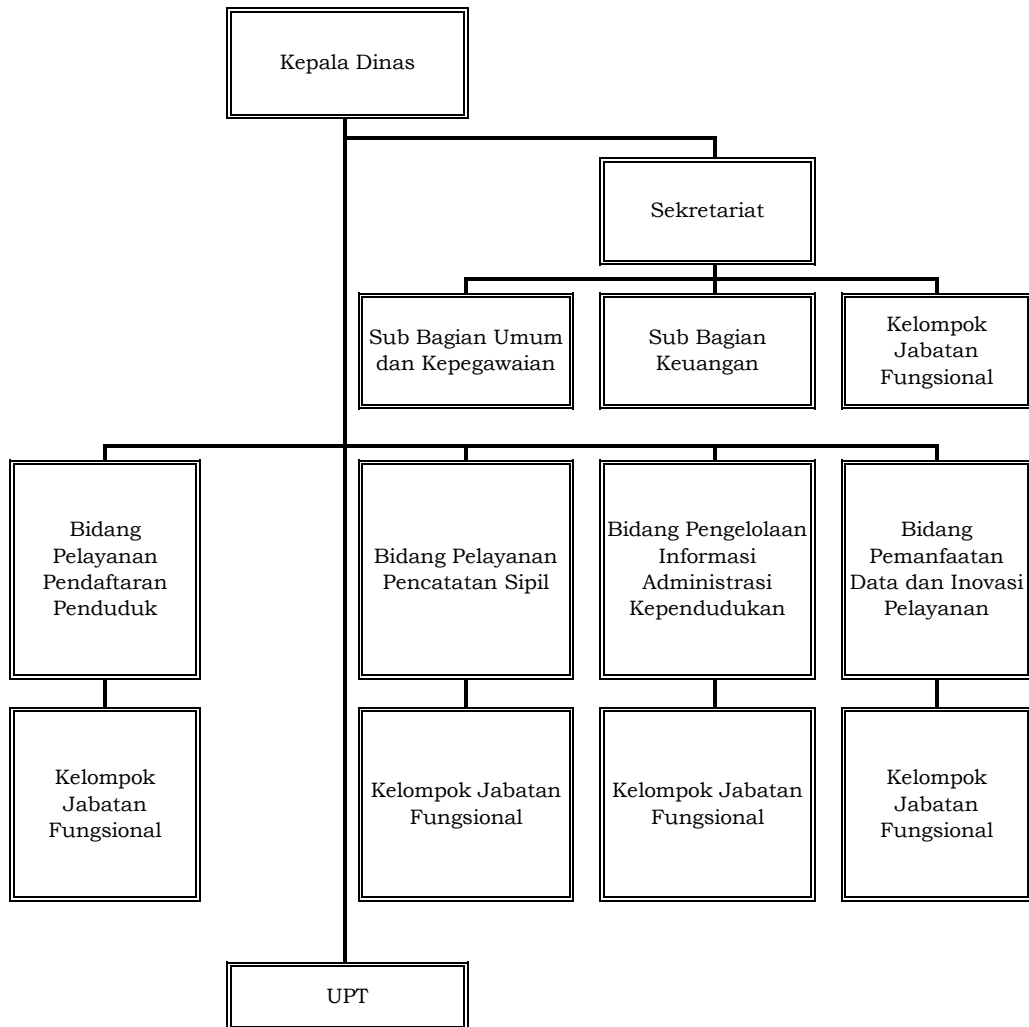 Kepala Dinas
Sekretariat
Sub Bagian Umum
dan Kepegawaian
Sub Bagian
Keuangan
Kelompok
Jabatan
Fungsional
Bidang
Pelayanan
Pendaftaran
Penduduk
Bidang Pelayanan
Pencatatan Sipil
Bidang Pengelolaan
Informasi
Administrasi
Kependudukan
Bidang
Pemanfaatan
Data dan Inovasi
Pelayanan
Kelompok
Jabatan
Fungsional
Kelompok Jabatan
Fungsional
Kelompok Jabatan
Fungsional
Kelompok
Jabatan
Fungsional
UPT